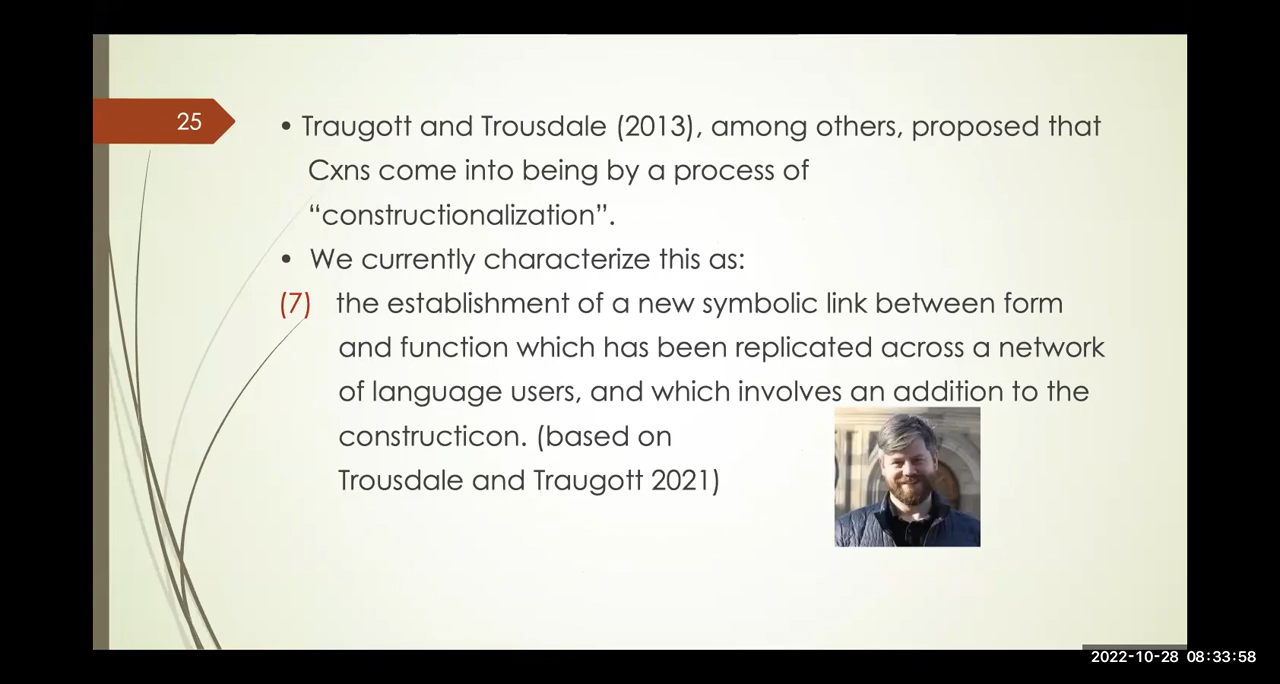 25
• Traugott and Trousdale (2013), among others, proposed that
Cxns come into being by a process of
“constructionalization”.
• We currently characterize this as:
(7) the establishment of a new symbolic link between form
and function which has been replicated across a network
of language users, and which involves an addition to the
constructicon. (based on
Trousdale and Traugott 2021)
2022-10-28 08:33:58